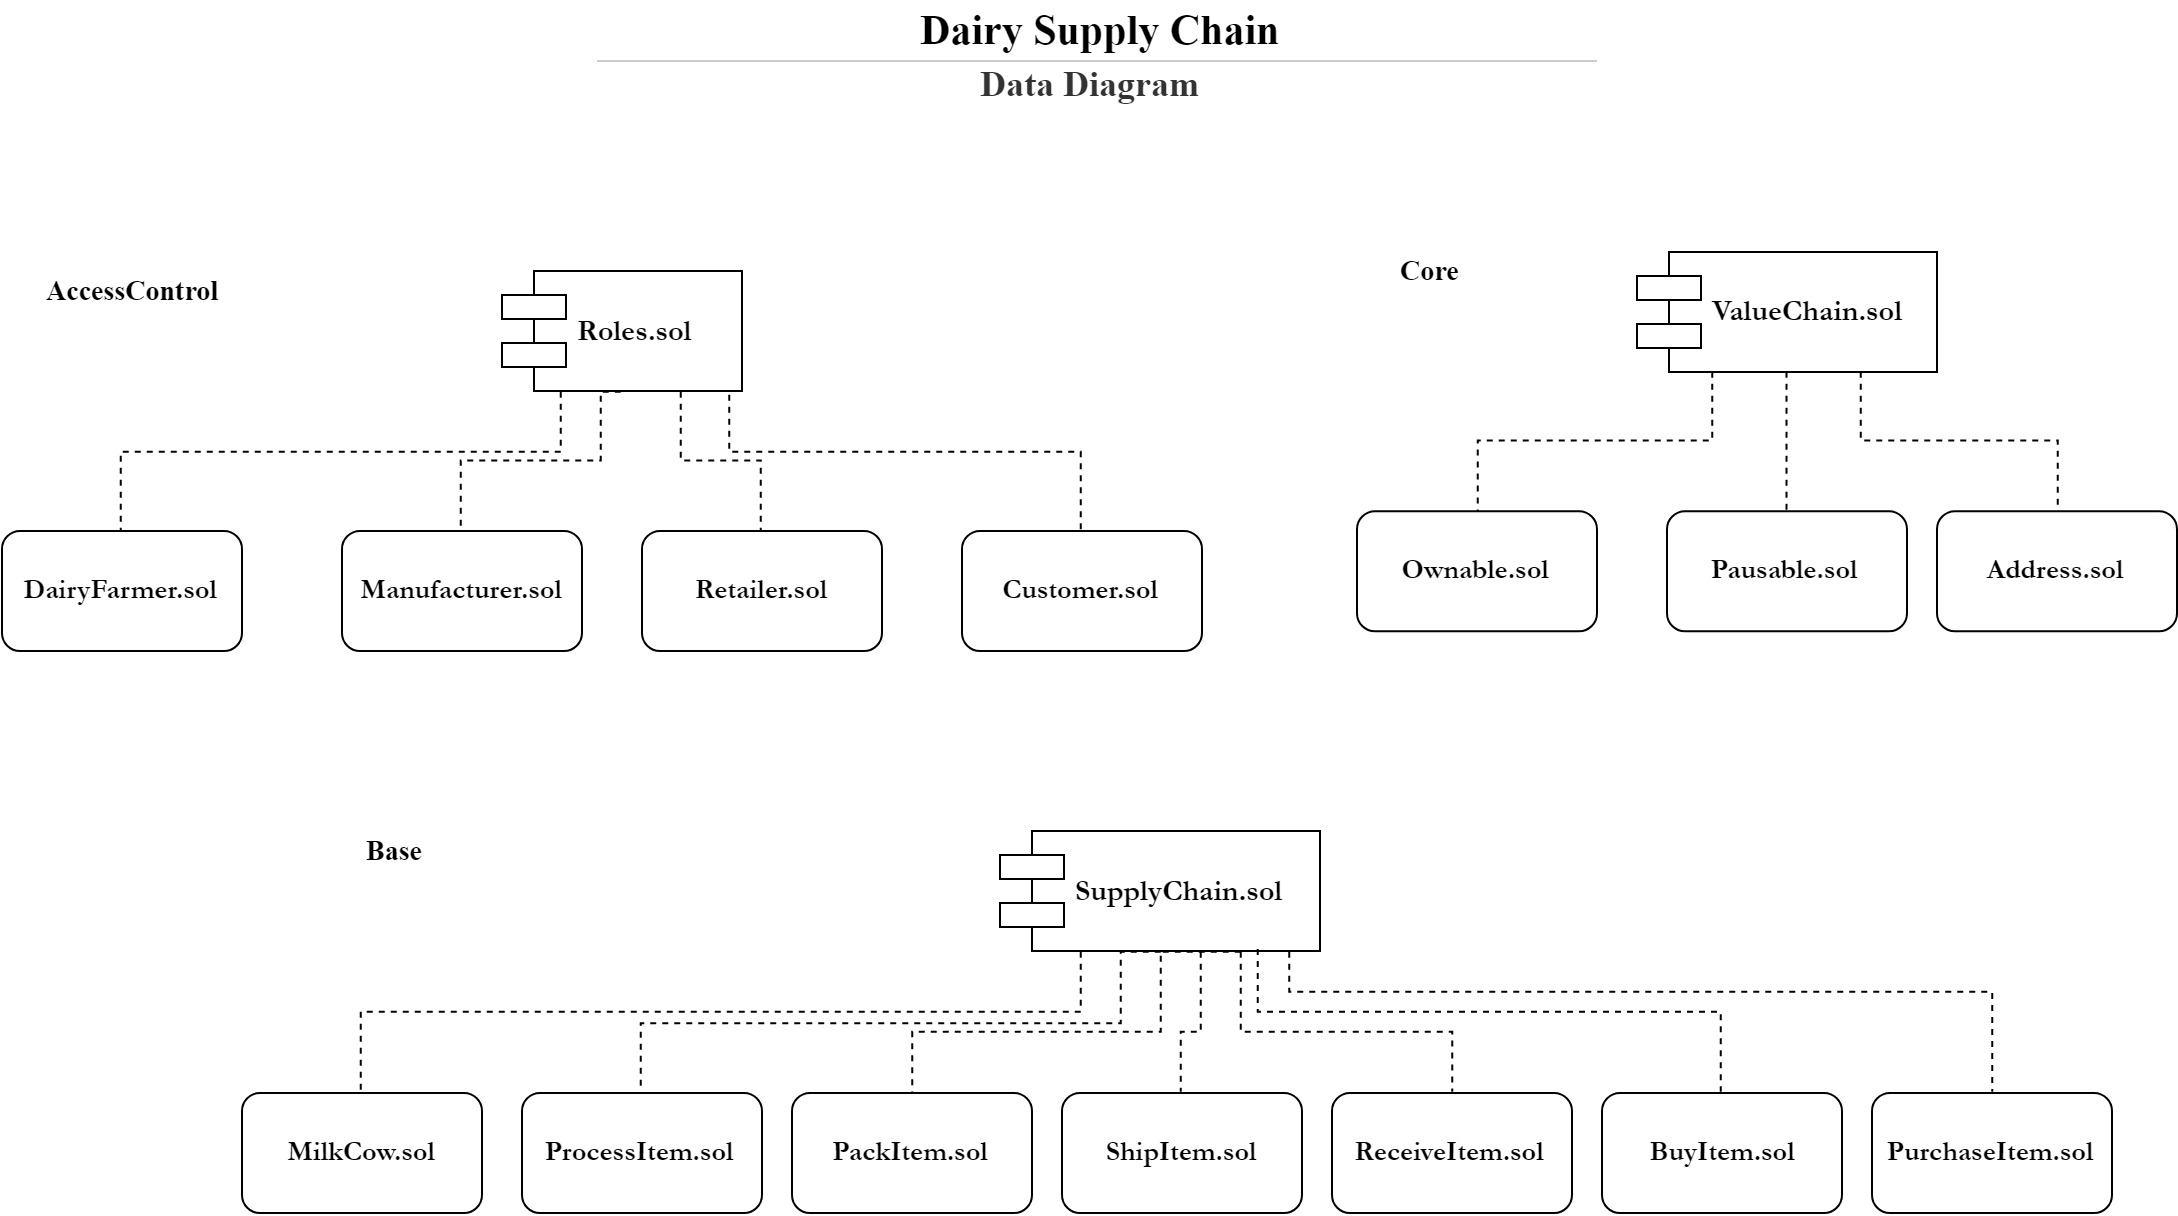 Dairy Supply Chain
Data Diagram
AccessControl
Roles.sol
DairyFarmer.sol
Manufacturer.sol
Retailer.sol
Customer.sol
Core
ValueChain.sol
Ownable.sol
Pausable.sol
Address.sol
Base
SupplyChain.sol
MilkCow.sol
ProcessItem.sol
PackItem.sol
ShipItem.sol
ReceiveItem.sol
BuyItem.sol
PurchaseItem.sol